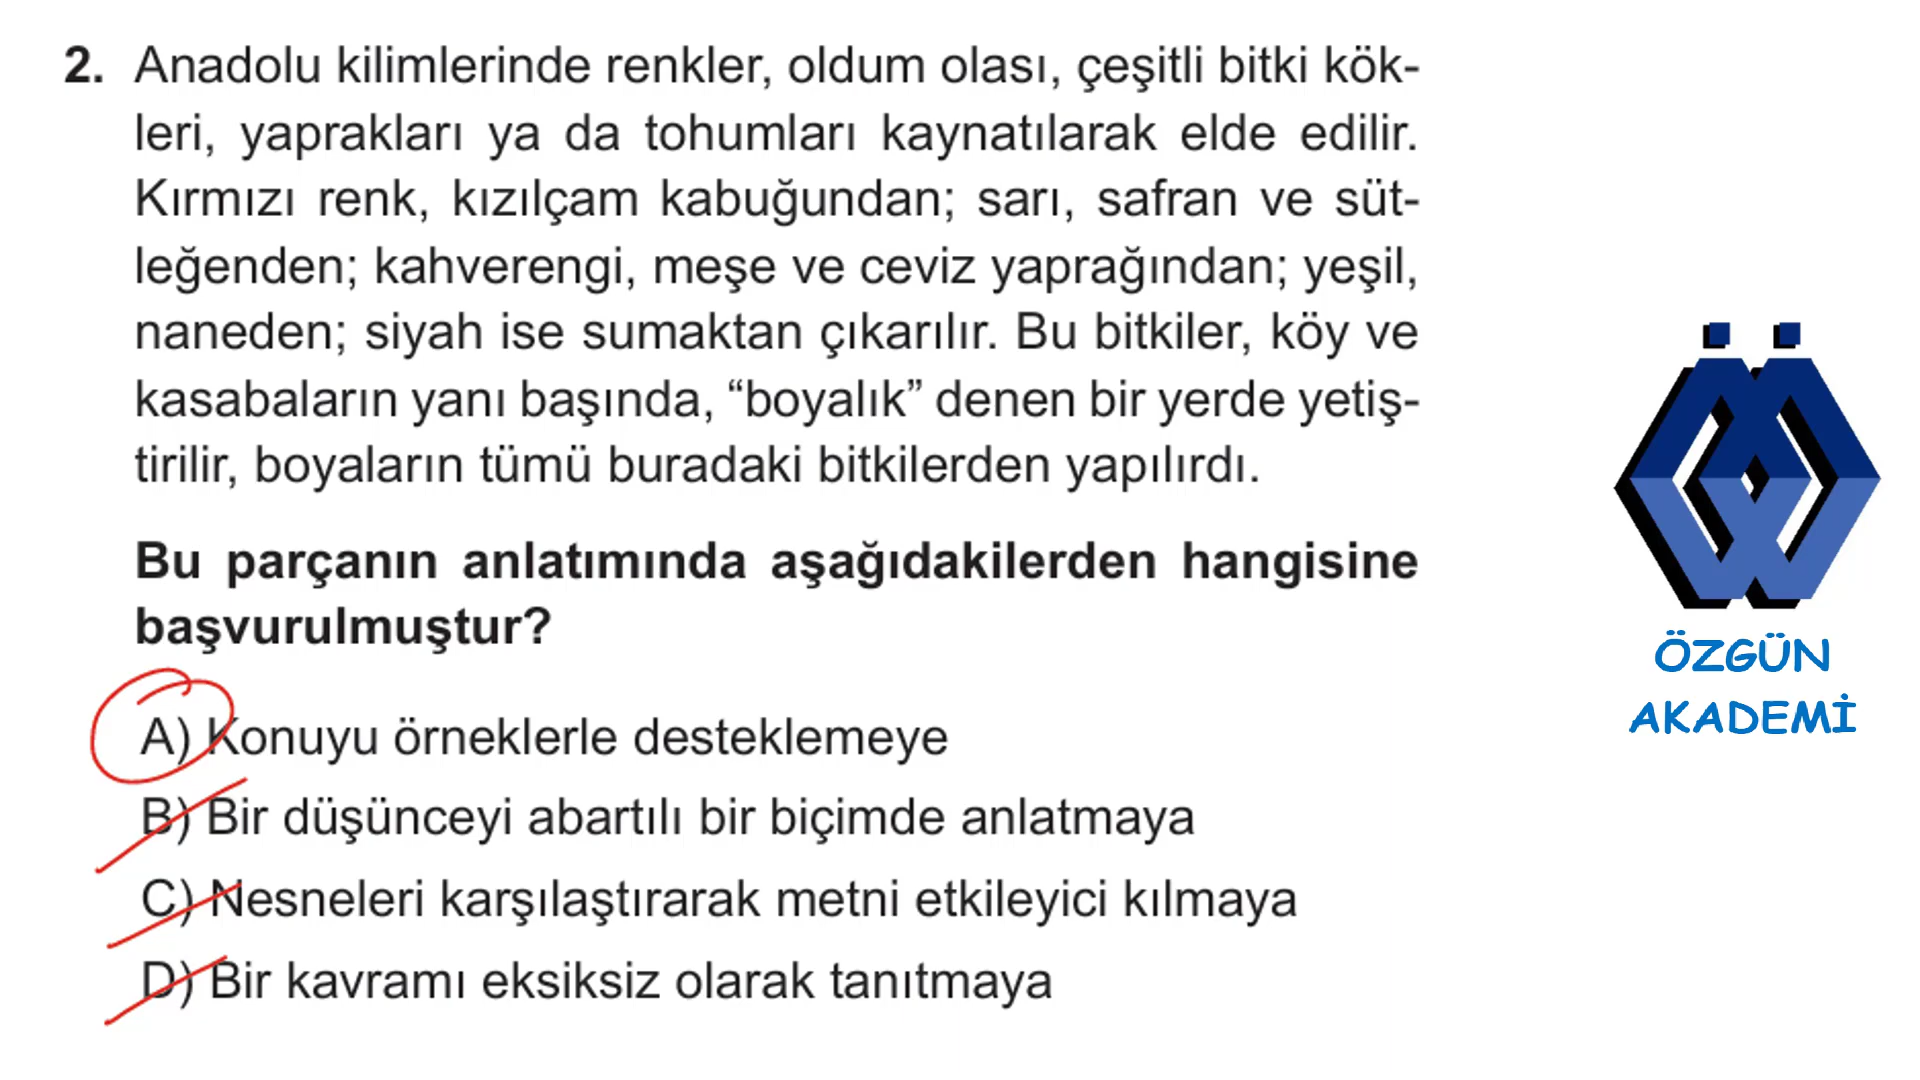 2. Anadolu kilimlerinde renkler, oldum olası, çeşitli bitki kök-
leri, yaprakları ya da tohumları kaynatılarak elde edilir.
Kırmızı renk, kızılçam kabuğundan; sarı, safran ve süt-
leğenden; kahverengi, meşe ve ceviz yaprağından; yeşil,
naneden; siyah ise sumaktan çıkarılır. Bu bitkiler, köy ve
kasabaların yanı başında, “boyalık” denen bir yerde yetiş-
tirilir, boyaların tümü buradaki bitkilerden yapılırdı.
Bu parçanın anlatımında aşağıdakilerden hangisine
başvurulmuştur?
A) Konuyu örneklerle desteklemeye
B) Bir düşünceyi abartılı bir biçimde anlatmaya
C) Nesneleri karşılaştırarak metni etkileyici kılmaya
D) Bir kavramı eksiksiz olarak tanıtmaya
ÖZGÜN
AKADEMİ